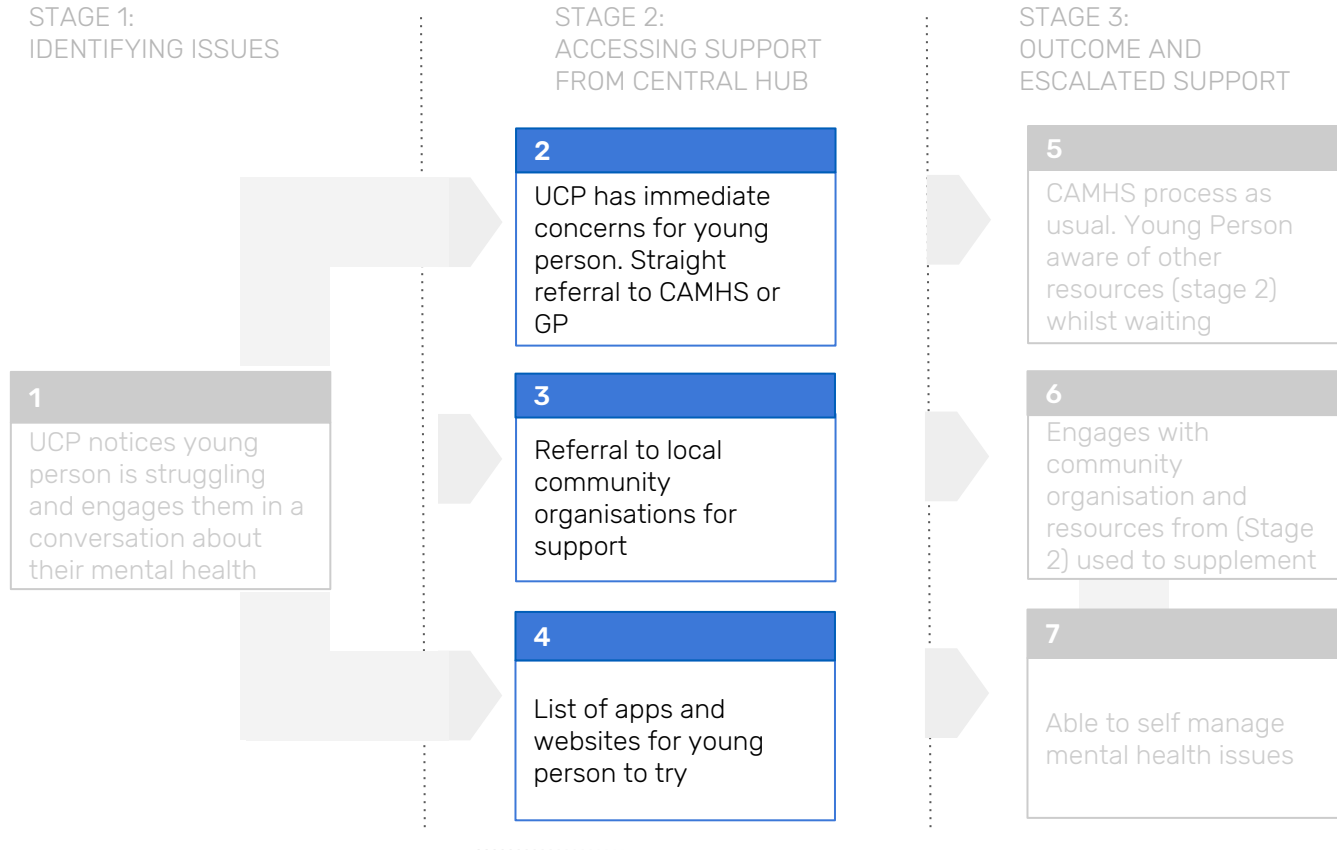 STAGE 1:
IDENTIFYING ISSUES
STAGE 2:
ACCESSING SUPPORT
FROM CENTRAL HUB
STAGE 3:
OUTCOME AND
ESCALATED SUPPORT
1
UCP notices young
person is struggling
and engages them in a
conversation about
their mental health
2
UCP has immediate
concerns for young
person. Straight
referral to CAMHS or
GP
3
Referral to local
community
organisations for
support
4
List of apps and
websites for young
person to try
5
CAMHS process as
usual. Young Person
aware of other
resources (stage 2)
whilst waiting
6
Engages with
community
organisation and
resources from (Stage
2) used to supplement
7
Able to self manage
mental health issues